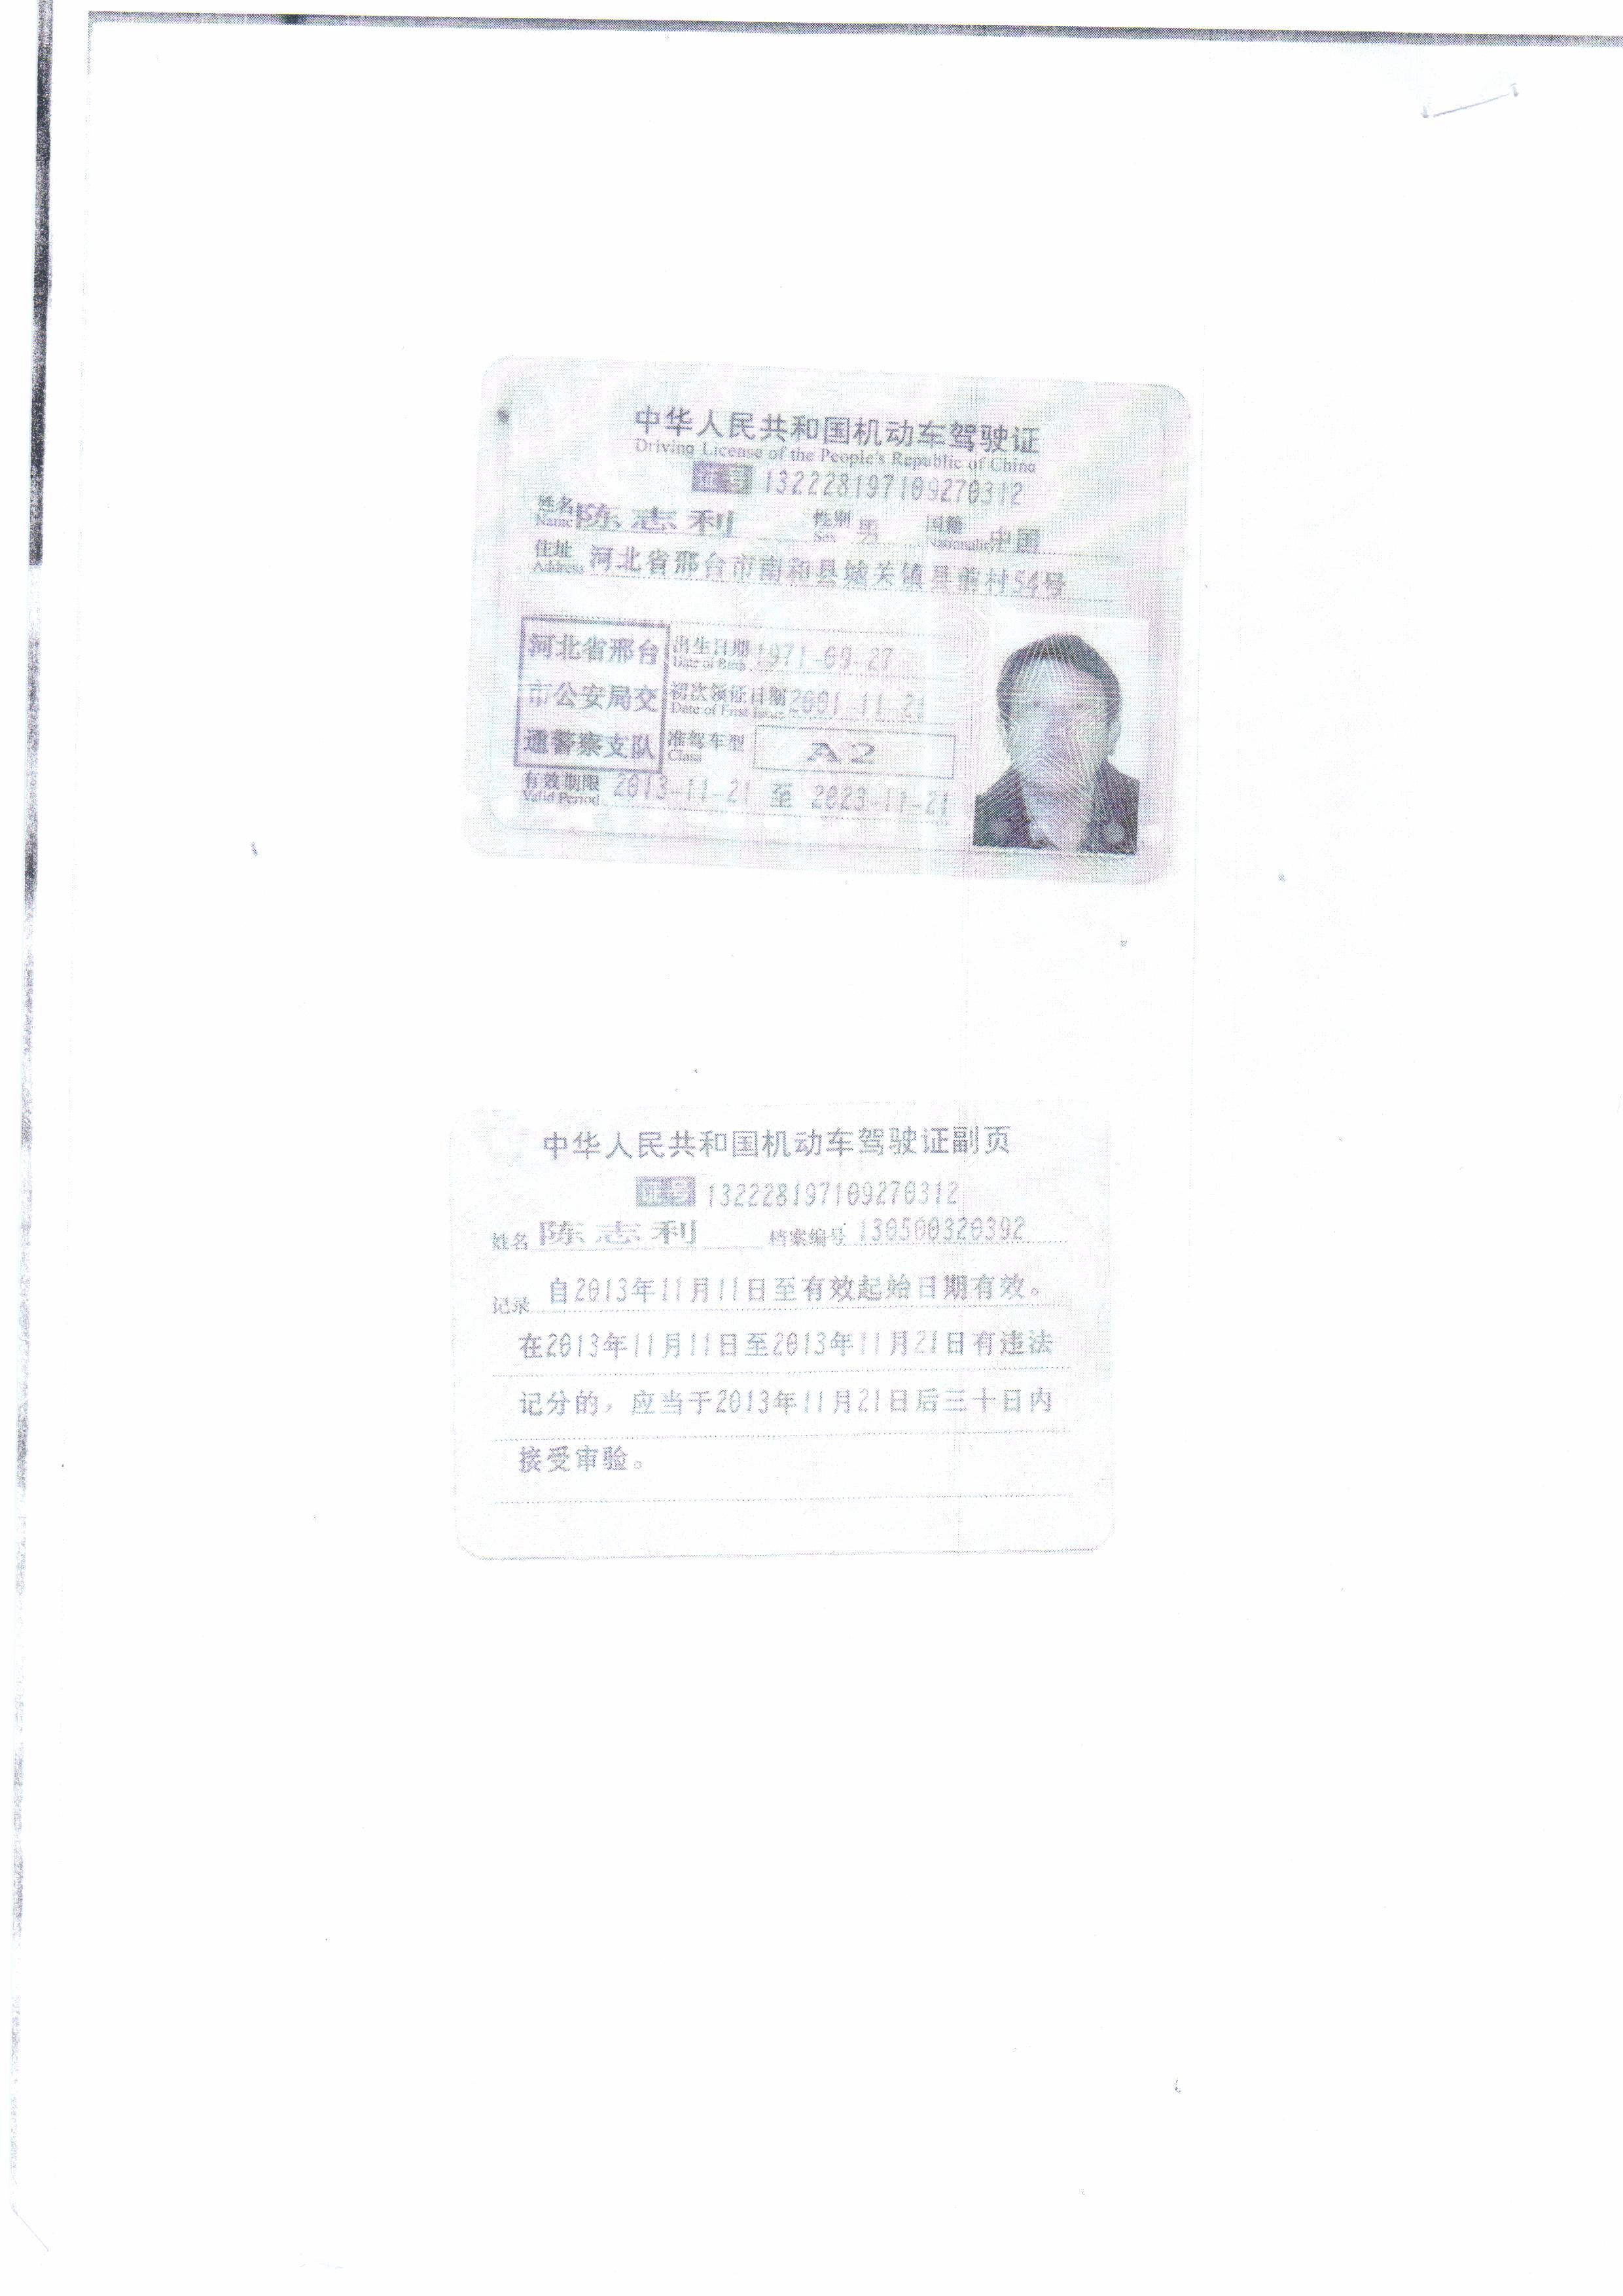 中华人民共和国机动车驾驶证
Driving License of the People's Republic of China
证号 132228197109270312
姓名 Name 陈志利 性别 Sex 男 国籍 Nationality 中国
住址 Address 河北省邢台市南和县城关镇县前村54号
河北省邢台
市公安局交
通警察支队
出生日期 Date of Birth 1971-09-27
初次领证日期 Date of First Issue 2001-11-21
准驾车型 Class A2
有效期限 Valid Period 2013-11-21 至 2023-11-21
中华人民共和国机动车驾驶证副页
证号 132228197109270312
姓名 陈志利 档案编号 130500320392
记录 自2013年11月11日至有效起始日期有效。
在2013年11月11日至2013年11月21日有违法
记分的，应当于2013年11月21日后三十日内
接受审验。